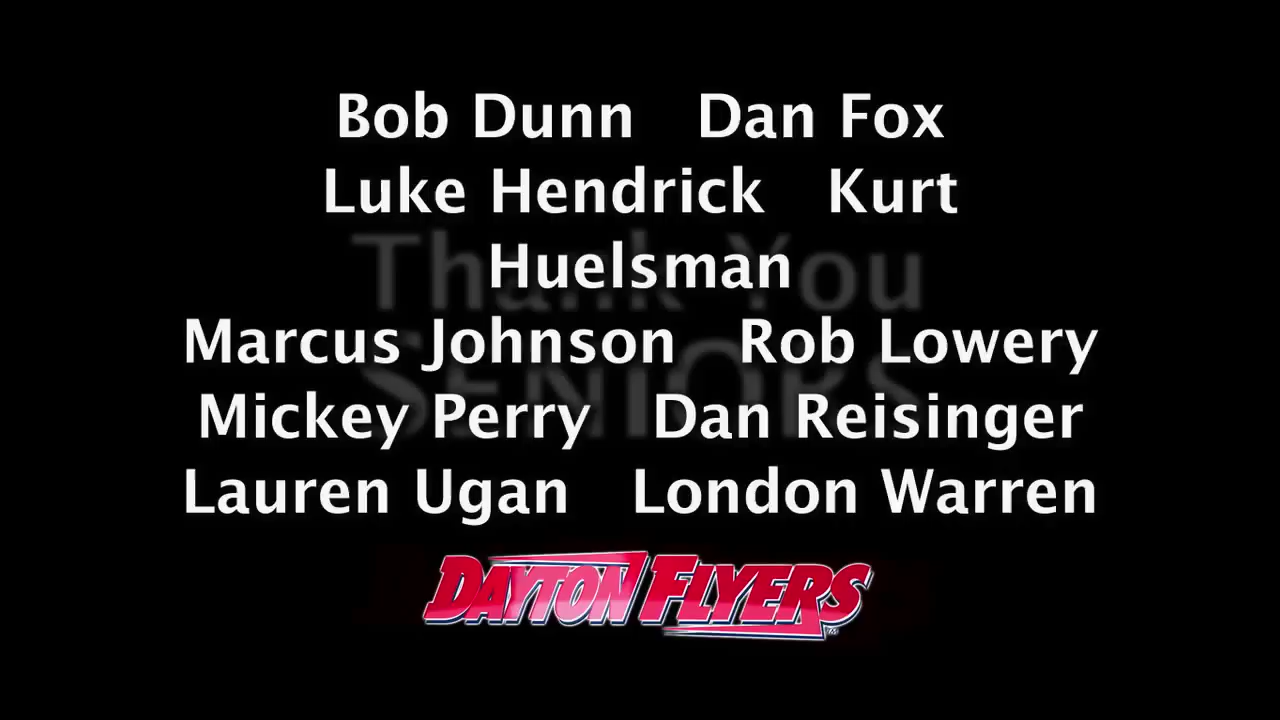 Bob Dunn Dan Fox
Luke Hendrick Kurt
Huelsman
Thank You
Marcus Johnson Rob Lowery
SENIORS
Mickey Perry Dan Reisinger
Lauren Ugan London Warren
DAYTON FLYERS TM